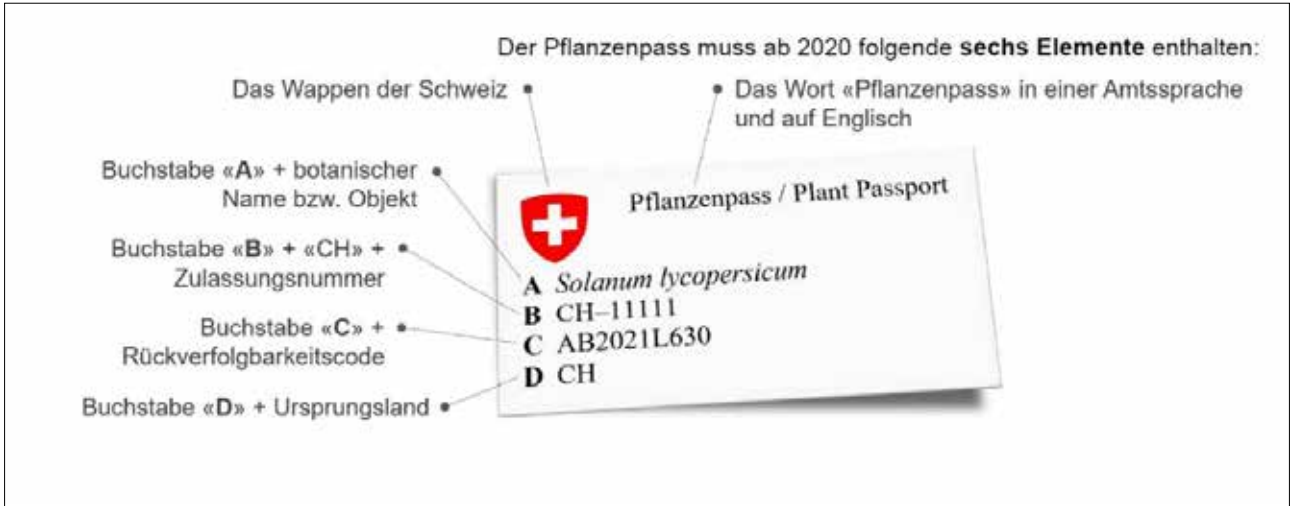 Der Pflanzenpass muss ab 2020 folgende sechs Elemente enthalten:
Das Wappen der Schweiz
Das Wort «Pflanzenpass» in einer Amtssprache
und auf Englisch
Buchstabe «A» + botanischer
Name bzw. Objekt
Buchstabe «B» + «CH» +
Zulassungsnummer
Buchstabe «C» +
Rückverfolgbarkeitscode
Buchstabe «D» + Ursprungsland
Pflanzenpass / Plant Passport
A Solanum lycopersicum
B CH–11111
C AB2021L630
D CH